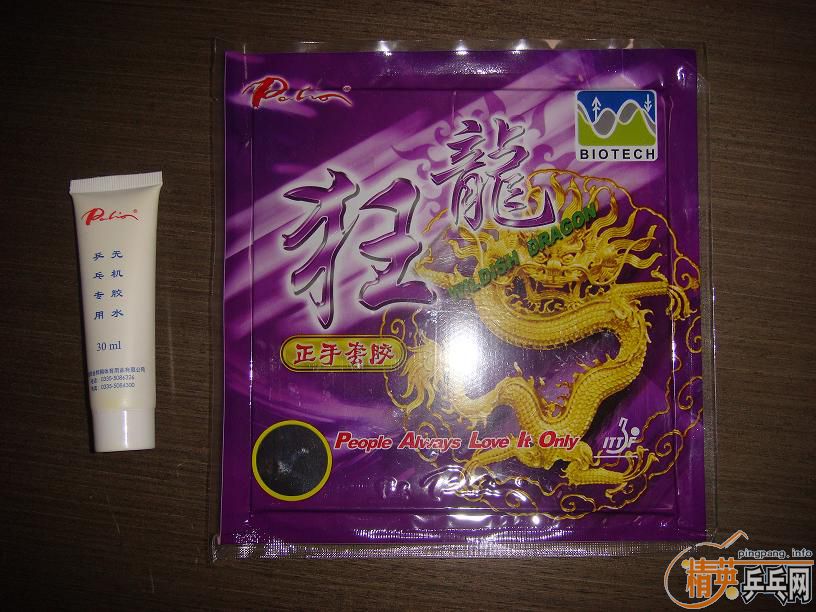 Palio
无机胶水
乒乓专用
30 ml
Palio
狂龍
WILDISH DRAGON
BIOTECH
正手套胶
People Always Love It Only
ITTF
pingpang.info
精英乒乓网